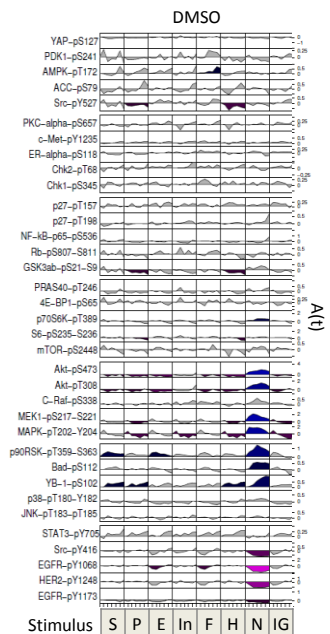 DMSO
YAP-pS127
PDK1-pS241
AMPK-pT172
ACC-pS79
Src-pY527
PKC-alpha-pS657
c-Met-pY1235
ER-alpha-pS118
Chk2-pT68
Chk1-pS345
p27-pT157
p27-pT198
NF-kB-p65-pS536
Rb-pS807-S811
GSK3ab-pS21-S9
PRAS40-pT246
4E-BP1-pS65
p70S6K-pT389
S6-pS235-S236
mTOR-pS2448
Akt-pS473
Akt-pT308
C-Raf-pS338
MEK1-pS217-S221
MAPK-pT202-Y204
p90RSK-pT359-S363
Bad-pS112
YB-1-pS102
p38-pT180-Y182
JNK-pT183-pT185
STAT3-pY705
Src-pY416
EGFR-pY1068
HER2-pY1248
EGFR-pY1173
A(t)
Stimulus S P E In F H N IG